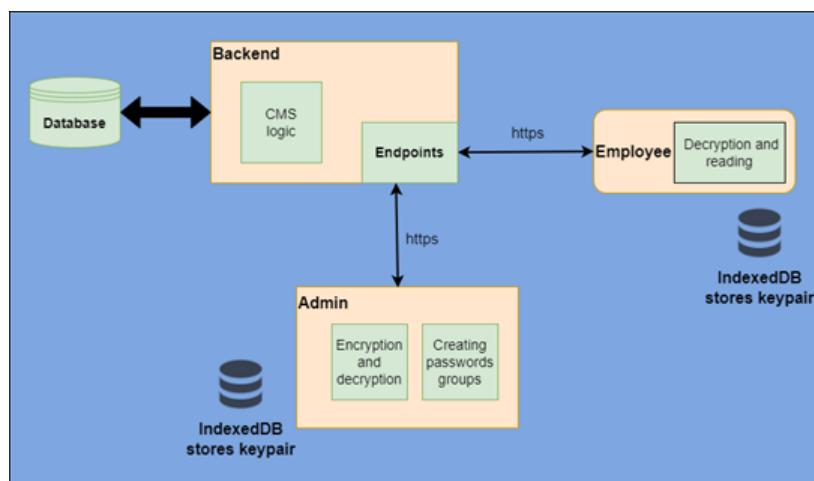 Backend
Database
CMS
logic
Endpoints
https
Employee
Decryption and
reading
https
IndexedDB
stores keypair
Admin
Encryption
and
decryption
Creating
passwords
groups
IndexedDB
stores keypair